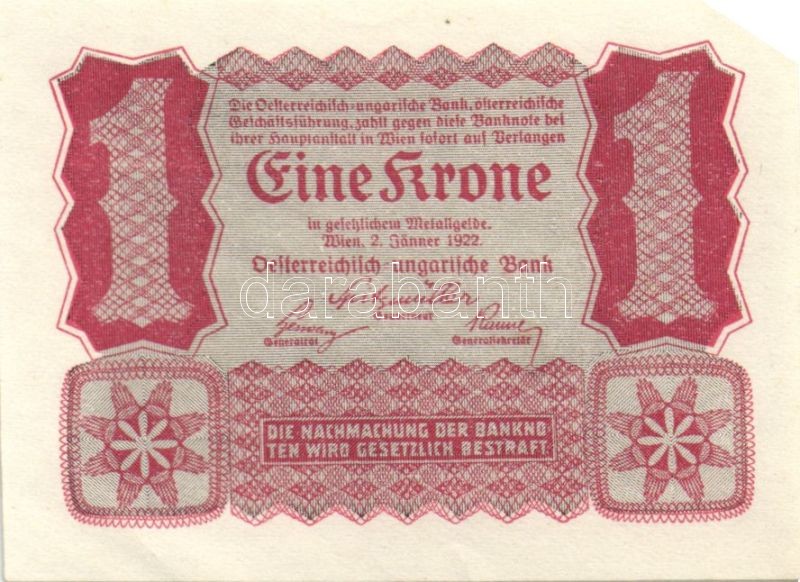 1
1
Die Oesterreichisch-ungarische Bank, österreichische
Geschäftsführung, zahlt gegen diese Banknote bei
ihrer Hauptanstalt in Wien sofort auf Verlangen
Eine Krone
in gesetzlichem Metallgelde.
Wien, 2. Jänner 1922.
Oesterreichisch-ungarische Bank
darabanth
Gouverneur
Generalrat
Generalsekretär
DIE NACHMACHUNG DER BANKNO
TEN WIRD GESETZLICH BESTRAFT